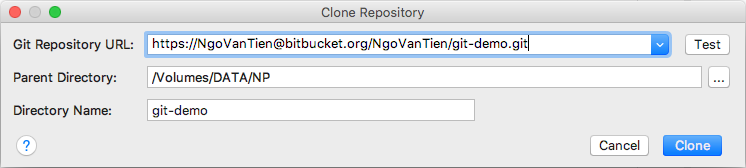 Clone Repository
Git Repository URL: https://NgoVanTien@bitbucket.org/NgoVanTien/git-demo.git Test
Parent Directory: /Volumes/DATA/NP ...
Directory Name: git-demo
? Cancel Clone